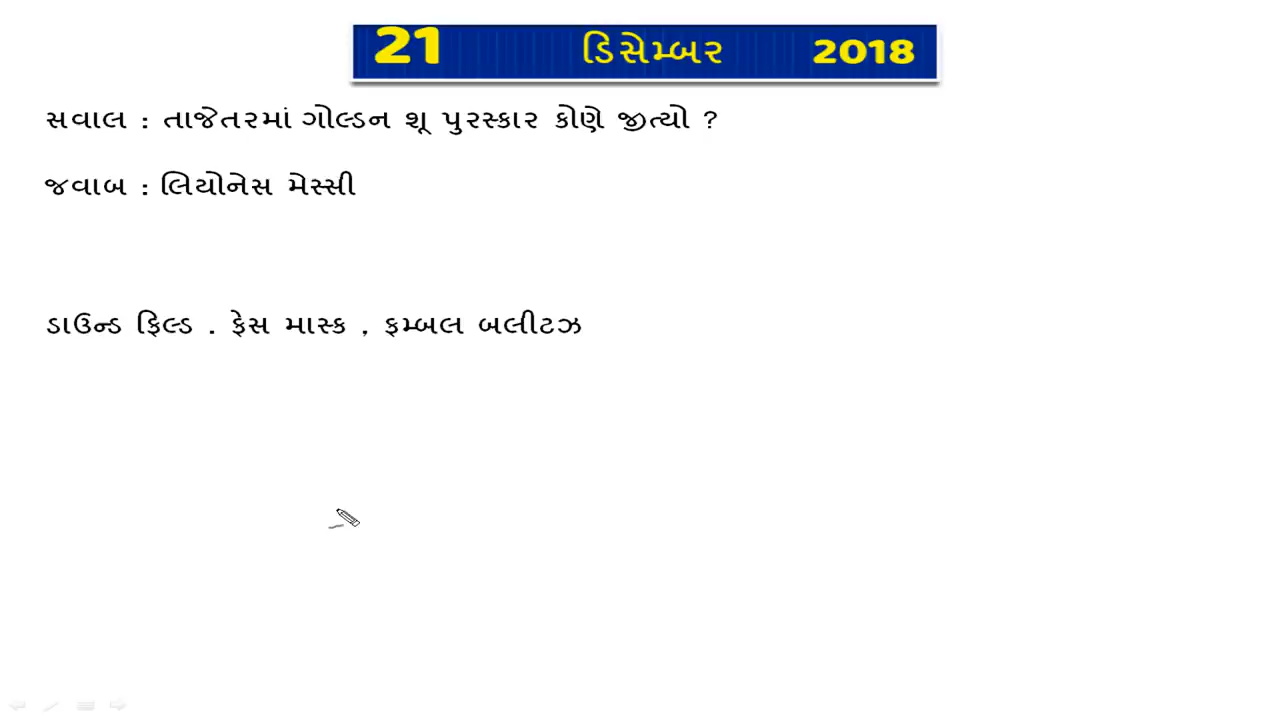 21 ડિસેમ્બર 2018
સવાલ : તાજેતરમાં ગોલ્ડન શૂ પુરસ્કાર કોણે જીત્યો ?
જવાબ : લિયોનેસ મેસ્સી
ડાઉન્ડ ફિલ્ડ . ફેસ માસ્ક , ફમ્બલ બલીટઝ